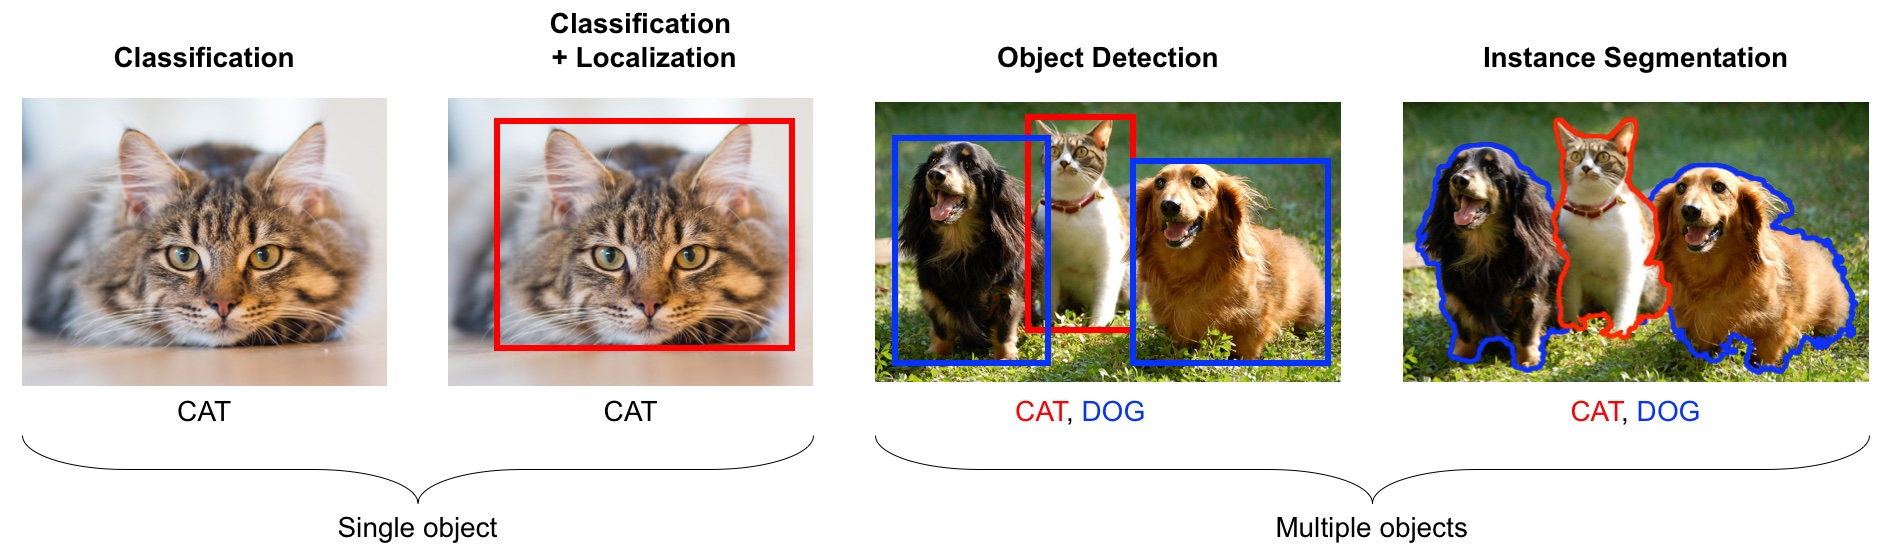 Classification
Classification
+ Localization
Object Detection
Instance Segmentation
CAT
CAT
CAT, DOG
CAT, DOG
Single object
Multiple objects